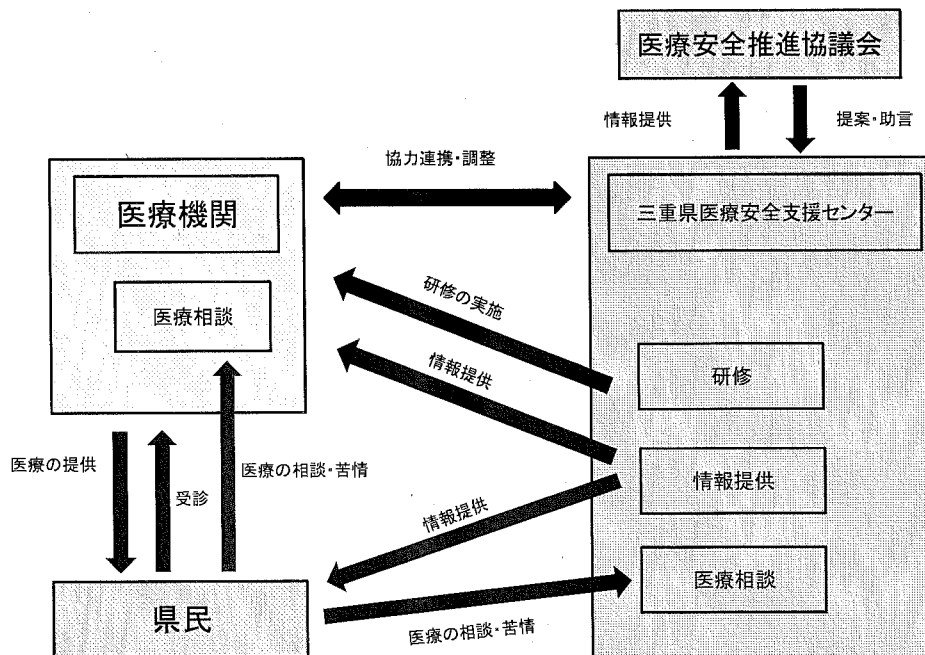 医療安全推進協議会
情報提供
提案・助言
協力連携・調整
医療機関
三重県医療安全支援センター
医療相談
研修の実施
研修
情報提供
情報提供
医療の提供
受診
医療の相談・苦情
情報提供
医療相談
県民
医療の相談・苦情